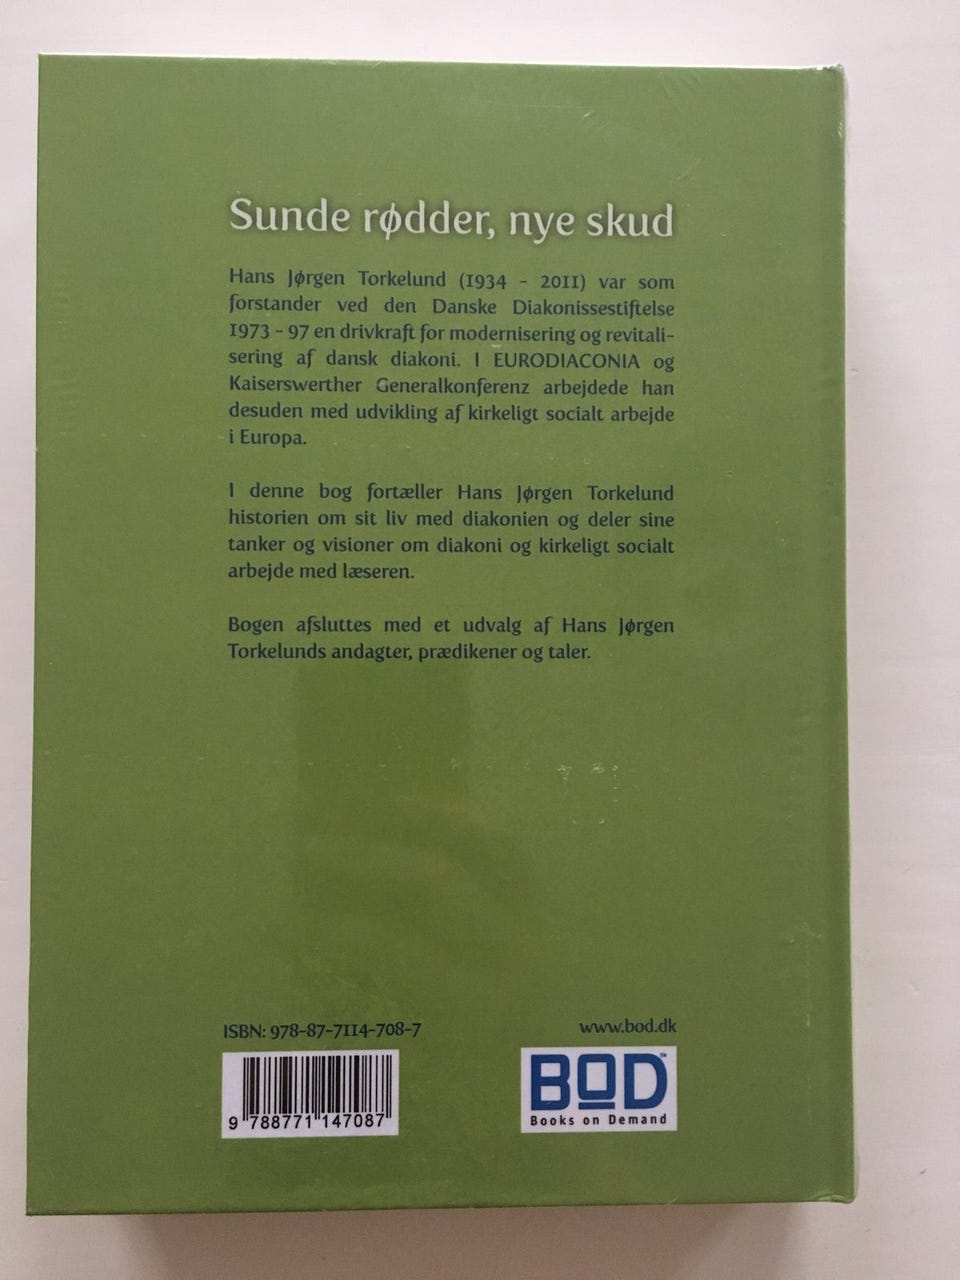 Sunde rødder, nye skud
Hans Jørgen Torkelund (1934 - 2011) var som
forstander ved den Danske Diakonissestiftelse
1973 - 97 en drivkraft for modernisering og revitali-
sering af dansk diakoni. I EURODIACONIA og
Kaiserswerther Generalkonferenz arbejdede han
desuden med udvikling af kirkeligt socialt arbejde
i Europa.
I denne bog fortæller Hans Jørgen Torkelund
historien om sit liv med diakonien og deler sine
tanker og visioner om diakoni og kirkeligt socialt
arbejde med læseren.
Bogen afsluttes med et udvalg af Hans Jørgen
Torkelunds andagter, prædikener og taler.
ISBN: 978-87-7114-708-7
9 788771 147087
www.bod.dk
BOD™
Books on Demand